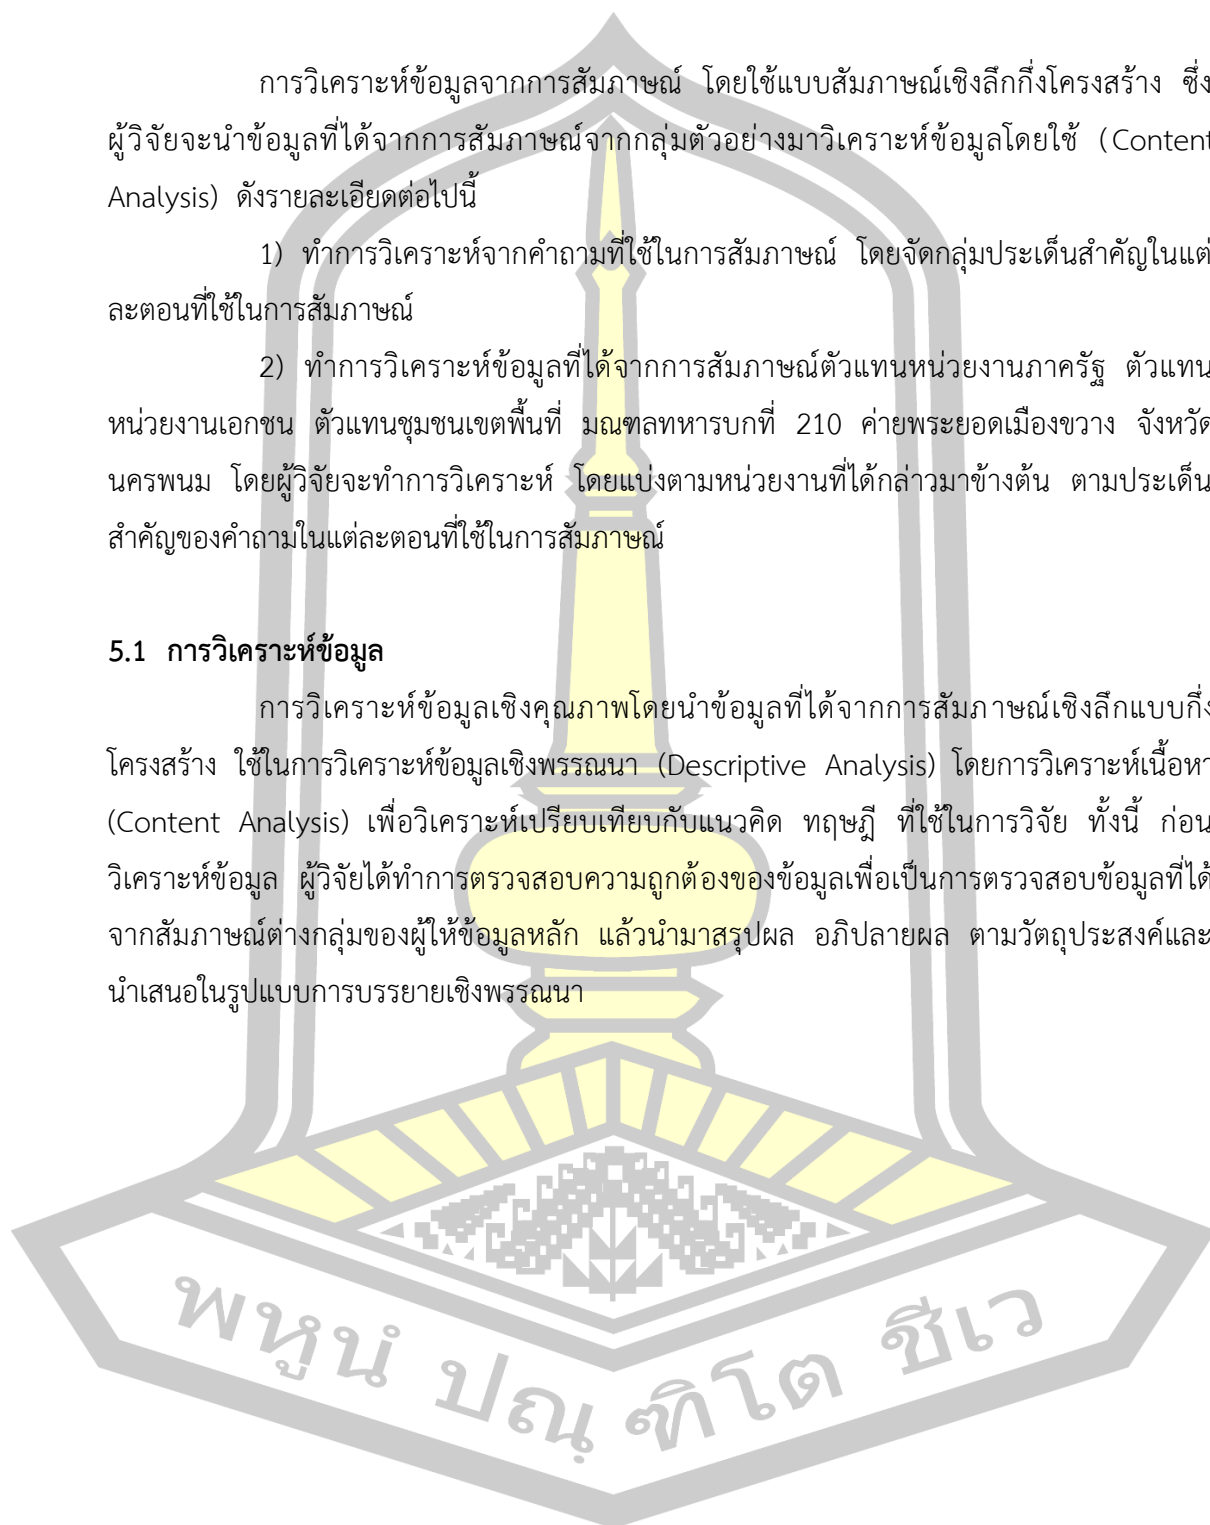 การวิเคราะห์ข้อมูลจากการสัมภาษณ์ โดยใช้แบบสัมภาษณ์เชิงลึกกึ่งโครงสร้าง ซึ่ง
ผู้วิจัยจะนำข้อมูลที่ได้จากการสัมภาษณ์จากกลุ่มตัวอย่างมาวิเคราะห์ข้อมูลโดยใช้ (Content
Analysis) ดังรายละเอียดต่อไปนี้
1) ทำการวิเคราะห์จากคำถามที่ใช้ในการสัมภาษณ์ โดยจัดกลุ่มประเด็นสำคัญในแต่
ละตอนที่ใช้ในการสัมภาษณ์
2) ทำการวิเคราะห์ข้อมูลที่ได้จากการสัมภาษณ์ตัวแทนหน่วยงานภาครัฐ ตัวแทน
หน่วยงานเอกชน ตัวแทนชุมชนเขตพื้นที่ มณฑลทหารบกที่ 210 ค่ายพระยอดเมืองขวาง จังหวัด
นครพนม โดยผู้วิจัยจะทำการวิเคราะห์ โดยแบ่งตามหน่วยงานที่ได้กล่าวมาข้างต้น ตามประเด็น
สำคัญของคำถามในแต่ละตอนที่ใช้ในการสัมภาษณ์
5.1 การวิเคราะห์ข้อมูล
การวิเคราะห์ข้อมูลเชิงคุณภาพโดยนำข้อมูลที่ได้จากการสัมภาษณ์เชิงลึกแบบกึ่ง
โครงสร้าง ใช้ในการวิเคราะห์ข้อมูลเชิงพรรณนา (Descriptive Analysis) โดยการวิเคราะห์เนื้อหา
(Content Analysis) เพื่อวิเคราะห์เปรียบเทียบกับแนวคิด ทฤษฎี ที่ใช้ในการวิจัย ทั้งนี้ ก่อน
วิเคราะห์ข้อมูล ผู้วิจัยได้ทำการตรวจสอบความถูกต้องของข้อมูลเพื่อเป็นการตรวจสอบข้อมูลที่ได้
จากสัมภาษณ์ต่างกลุ่มของผู้ให้ข้อมูลหลัก แล้วนำมาสรุปผล อภิปลายผล ตามวัตถุประสงค์และ
นำเสนอในรูปแบบการบรรยายเชิงพรรณนา
พหูนํ ปณฺฑิโต ชีเว